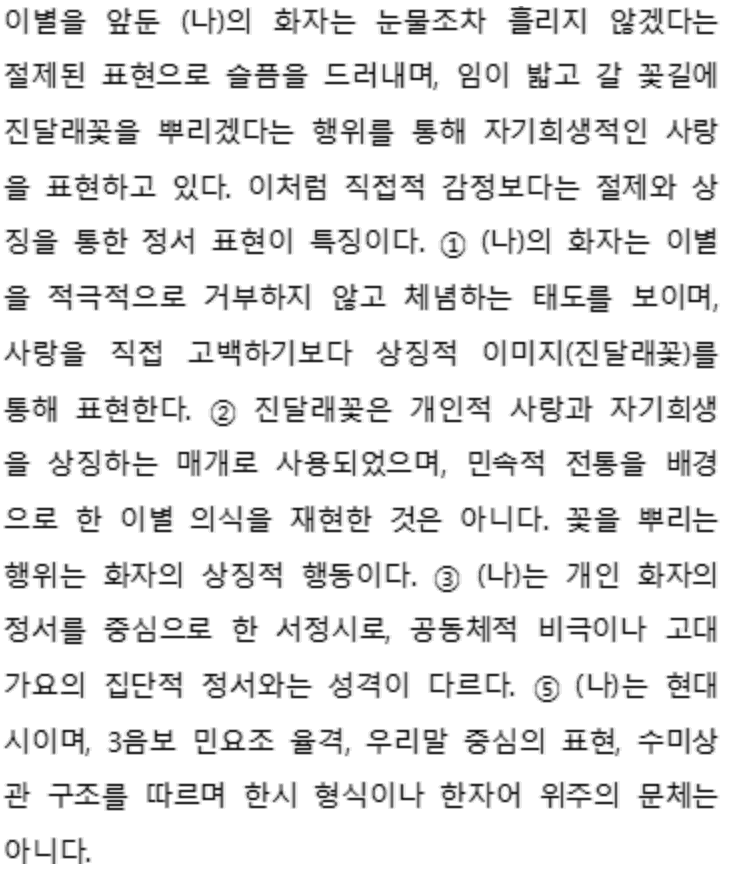 이별을 앞둔 (나)의 화자는 눈물조차 흘리지 않겠다는
절제된 표현으로 슬픔을 드러내며, 임이 밟고 갈 꽃길에
진달래꽃을 뿌리겠다는 행위를 통해 자기희생적인 사랑
을 표현하고 있다. 이처럼 직접적 감정보다는 절제와 상
징을 통한 정서 표현이 특징이다. ① (나)의 화자는 이별
을 적극적으로 거부하지 않고 체념하는 태도를 보이며,
사랑을 직접 고백하기보다 상징적 이미지(진달래꽃)를
통해 표현한다. ② 진달래꽃은 개인적 사랑과 자기희생
을 상징하는 매개로 사용되었으며, 민속적 전통을 배경
으로 한 이별 의식을 재현한 것은 아니다. 꽃을 뿌리는
행위는 화자의 상징적 행동이다. ③ (나)는 개인 화자의
정서를 중심으로 한 서정시로, 공동체적 비극이나 고대
가요의 집단적 정서와는 성격이 다르다. ⑤ (나)는 현대
시이며, 3음보 민요조 율격, 우리말 중심의 표현, 수미상
관 구조를 따르며 한시 형식이나 한자어 위주의 문체는
아니다.